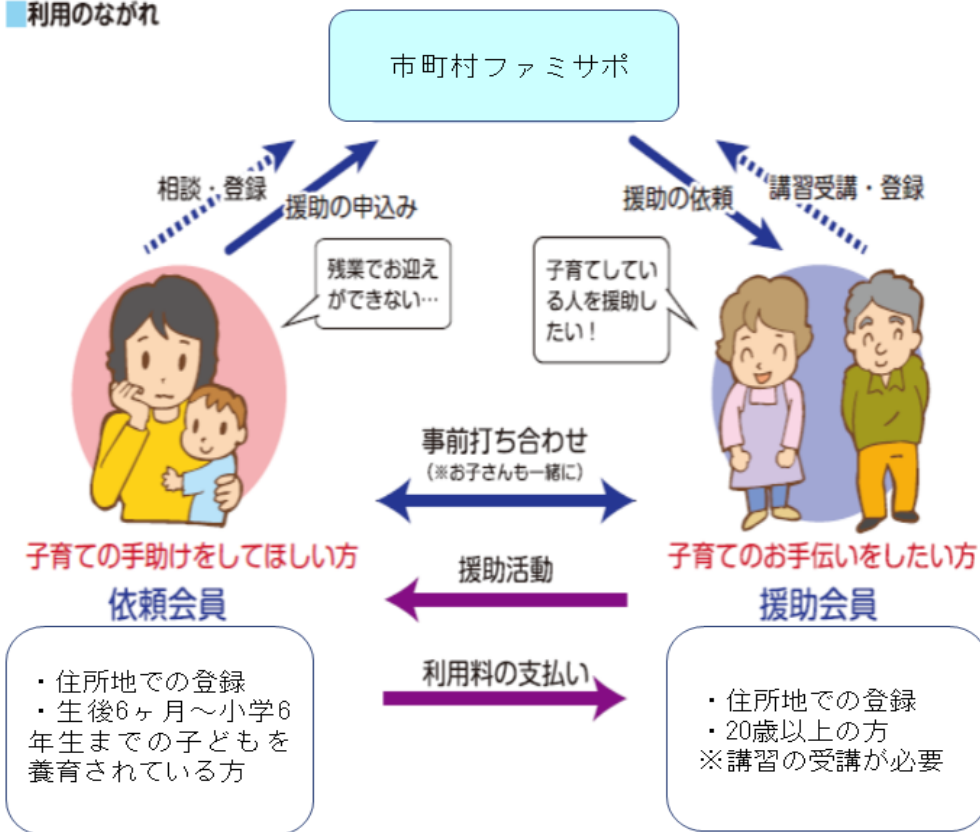 利用のながれ
市町村ファミサポ
相談・登録
援助の申込み
援助の依頼
講習受講・登録
残業でお迎え
ができない…
子育てしてい
る人を援助し
たい！
事前打ち合わせ
（※お子さんも一緒に）
子育ての手助けをしてほしい方
依頼会員
援助活動
子育てのお手伝いをしたい方
援助会員
利用料の支払い
・住所地での登録
・生後6ヶ月～小学6
年生までの子どもを
養育されている方
・住所地での登録
・20歳以上の方
※講習の受講が必要